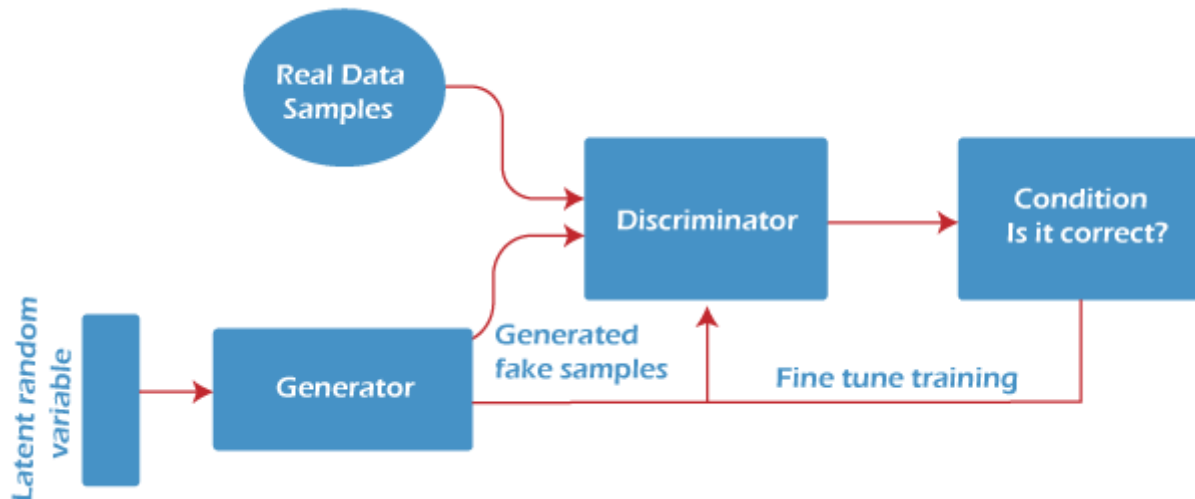 Real Data
Samples
Discriminator
Condition
Is it correct?
Latent random
variable
Generator
Generated
fake samples
Fine tune training